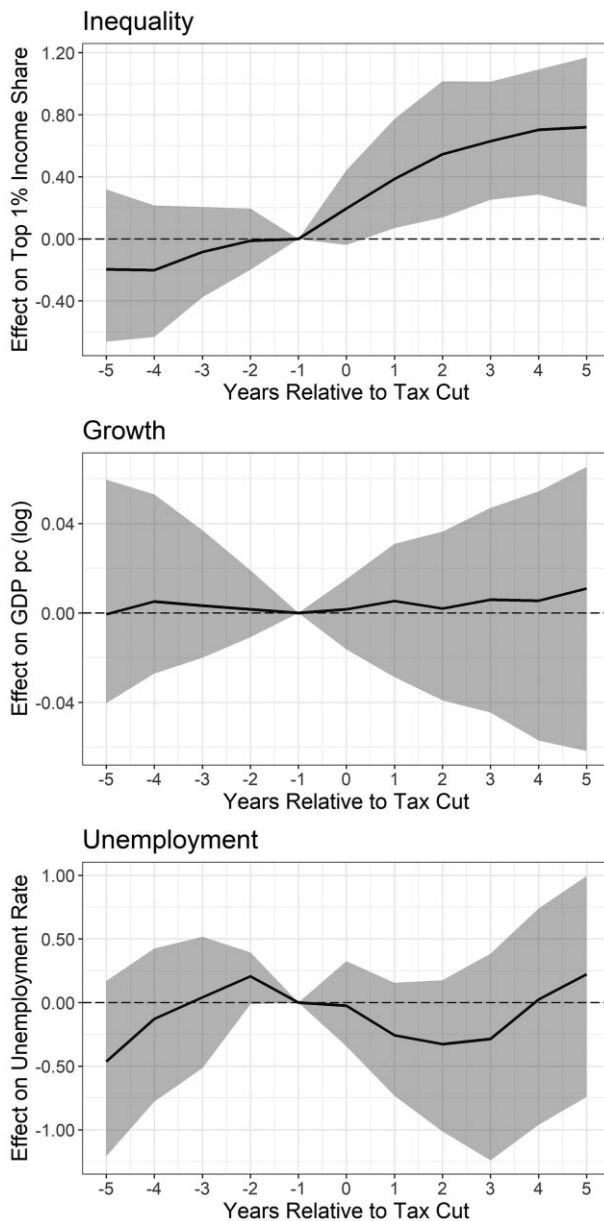 Inequality
Effect on Top 1% Income Share
1.20
0.80
0.40
0.00
-0.40
-5 -4 -3 -2 -1 0 1 2 3 4 5
Years Relative to Tax Cut
Growth
Effect on GDP pc (log)
0.04
0.00
-0.04
-5 -4 -3 -2 -1 0 1 2 3 4 5
Years Relative to Tax Cut
Unemployment
Effect on Unemployment Rate
1.00
0.50
0.00
-0.50
-1.00
-5 -4 -3 -2 -1 0 1 2 3 4 5
Years Relative to Tax Cut